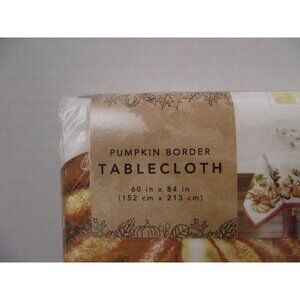 PUMPKIN BORDER
TABLECLOTH
60 in x 84 in
(152 cm x 213 cm)